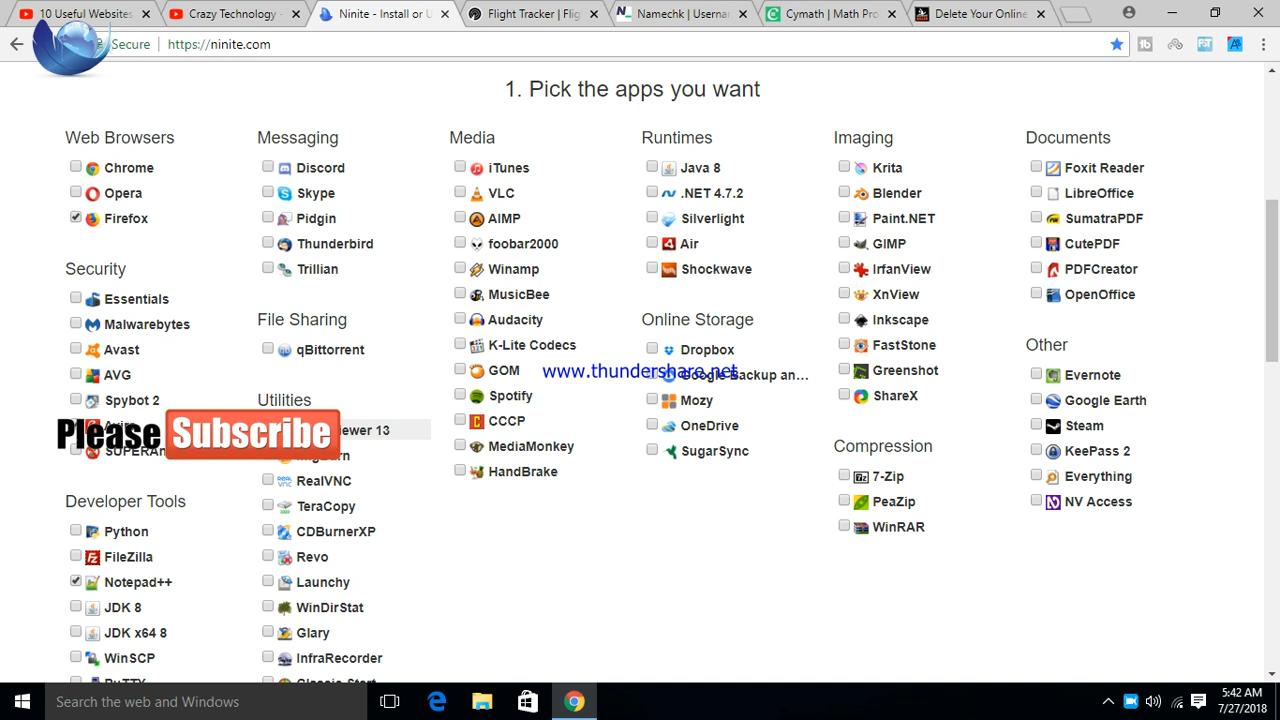 10 Useful Websites
Crazy Technology -
Ninite - Install or U
Flight Tracker | Flig
Namechk | Userna
Cymath | Math Pro
Delete Your Online
Secure
https://ninite.com
1. Pick the apps you want
Web Browsers
Chrome
Opera
Firefox
Security
Essentials
Malwarebytes
Avast
AVG
Spybot 2
Please Subscribe
Developer Tools
Python
FileZilla
Notepad++
JDK 8
JDK x64 8
WinSCP
PuTTY
Messaging
Discord
Skype
Pidgin
Thunderbird
Trillian
File Sharing
qBittorrent
Utilities
iewer 13
RealVNC
TeraCopy
CDBurnerXP
Revo
Launchy
WinDirStat
Glary
InfraRecorder
Media
iTunes
VLC
AIMP
foobar2000
Winamp
MusicBee
Audacity
K-Lite Codecs
GOM
Spotify
CCCP
MediaMonkey
HandBrake
www.thundershare.net
Runtimes
Java 8
.NET 4.7.2
Silverlight
Air
Shockwave
Online Storage
Dropbox
Google Backup an...
Mozy
OneDrive
SugarSync
Imaging
Krita
Blender
Paint.NET
GIMP
IrfanView
XnView
Inkscape
FastStone
Greenshot
ShareX
Compression
7-Zip
PeaZip
WinRAR
Documents
Foxit Reader
LibreOffice
SumatraPDF
CutePDF
PDFCreator
OpenOffice
Other
Evernote
Google Earth
Steam
KeePass 2
Everything
NV Access
Search the web and Windows
5:42 AM
7/27/2018